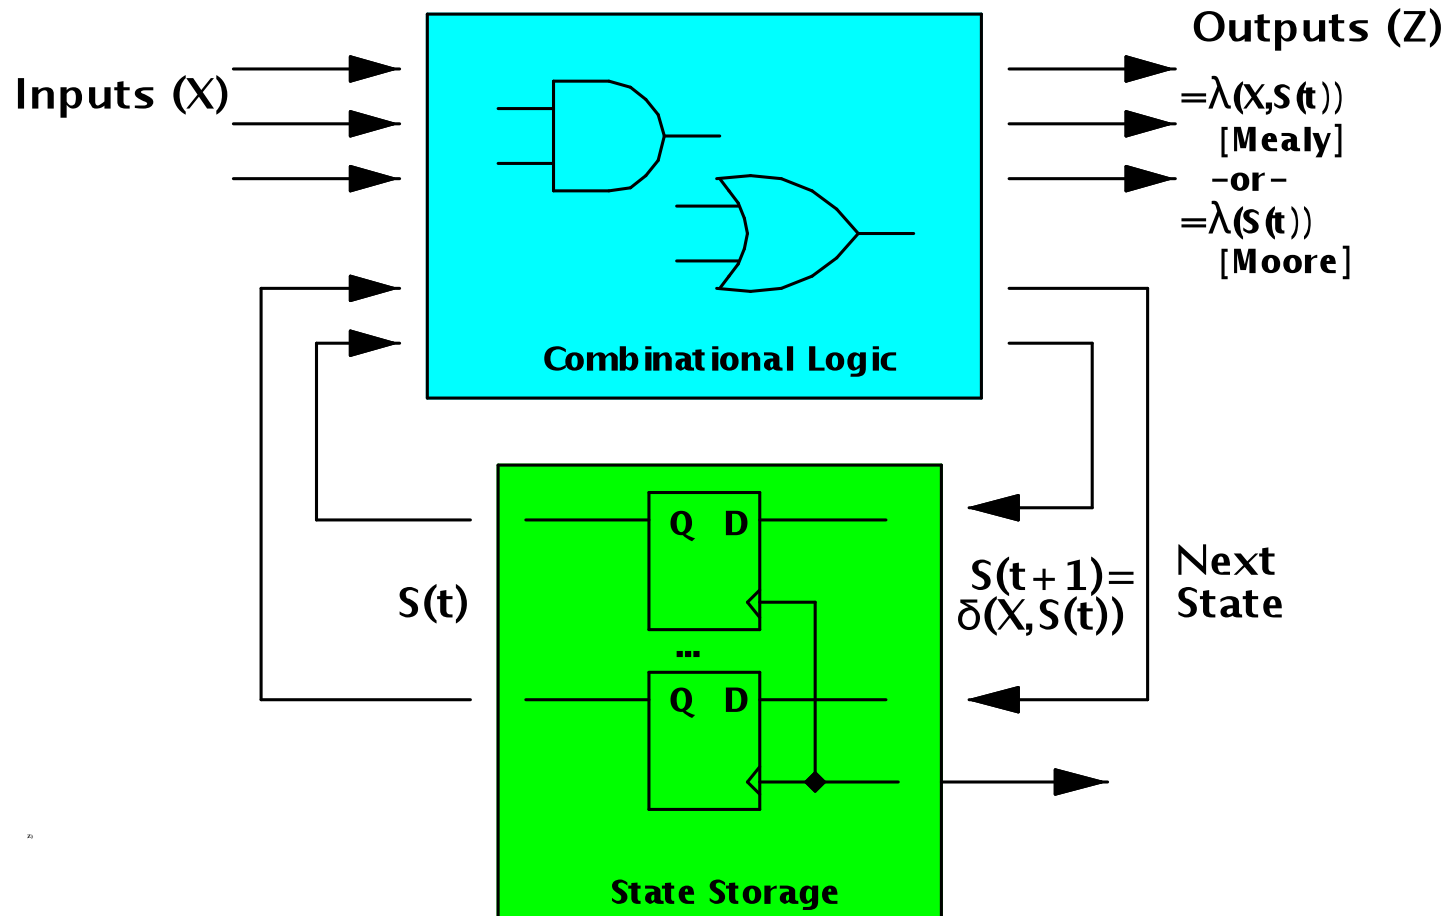 Outputs (Z)
Inputs (X)
=λ(X,S(t))
[Mealy]
-or-
=λ(S(t))
[Moore]
Combinational Logic
Q D
S(t)
S(t+1)=
δ(X,S(t))
Next
State
...
Q D
State Storage